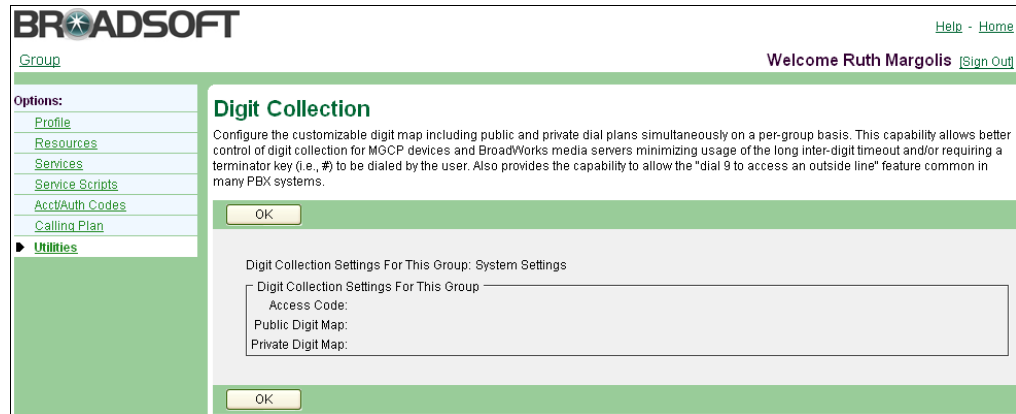 BROADSOFT
Help - Home
Group
Welcome Ruth Margolis [Sign Out]
Options:
Profile
Resources
Services
Service Scripts
Acct/Auth Codes
Calling Plan
Utilities
Digit Collection
Configure the customizable digit map including public and private dial plans simultaneously on a per-group basis. This capability allows better
control of digit collection for MGCP devices and BroadWorks media servers minimizing usage of the long inter-digit timeout and/or requiring a
terminator key (i.e., #) to be dialed by the user. Also provides the capability to allow the "dial 9 to access an outside line" feature common in
many PBX systems.
OK
Digit Collection Settings For This Group: System Settings
Digit Collection Settings For This Group
Access Code:
Public Digit Map:
Private Digit Map:
OK